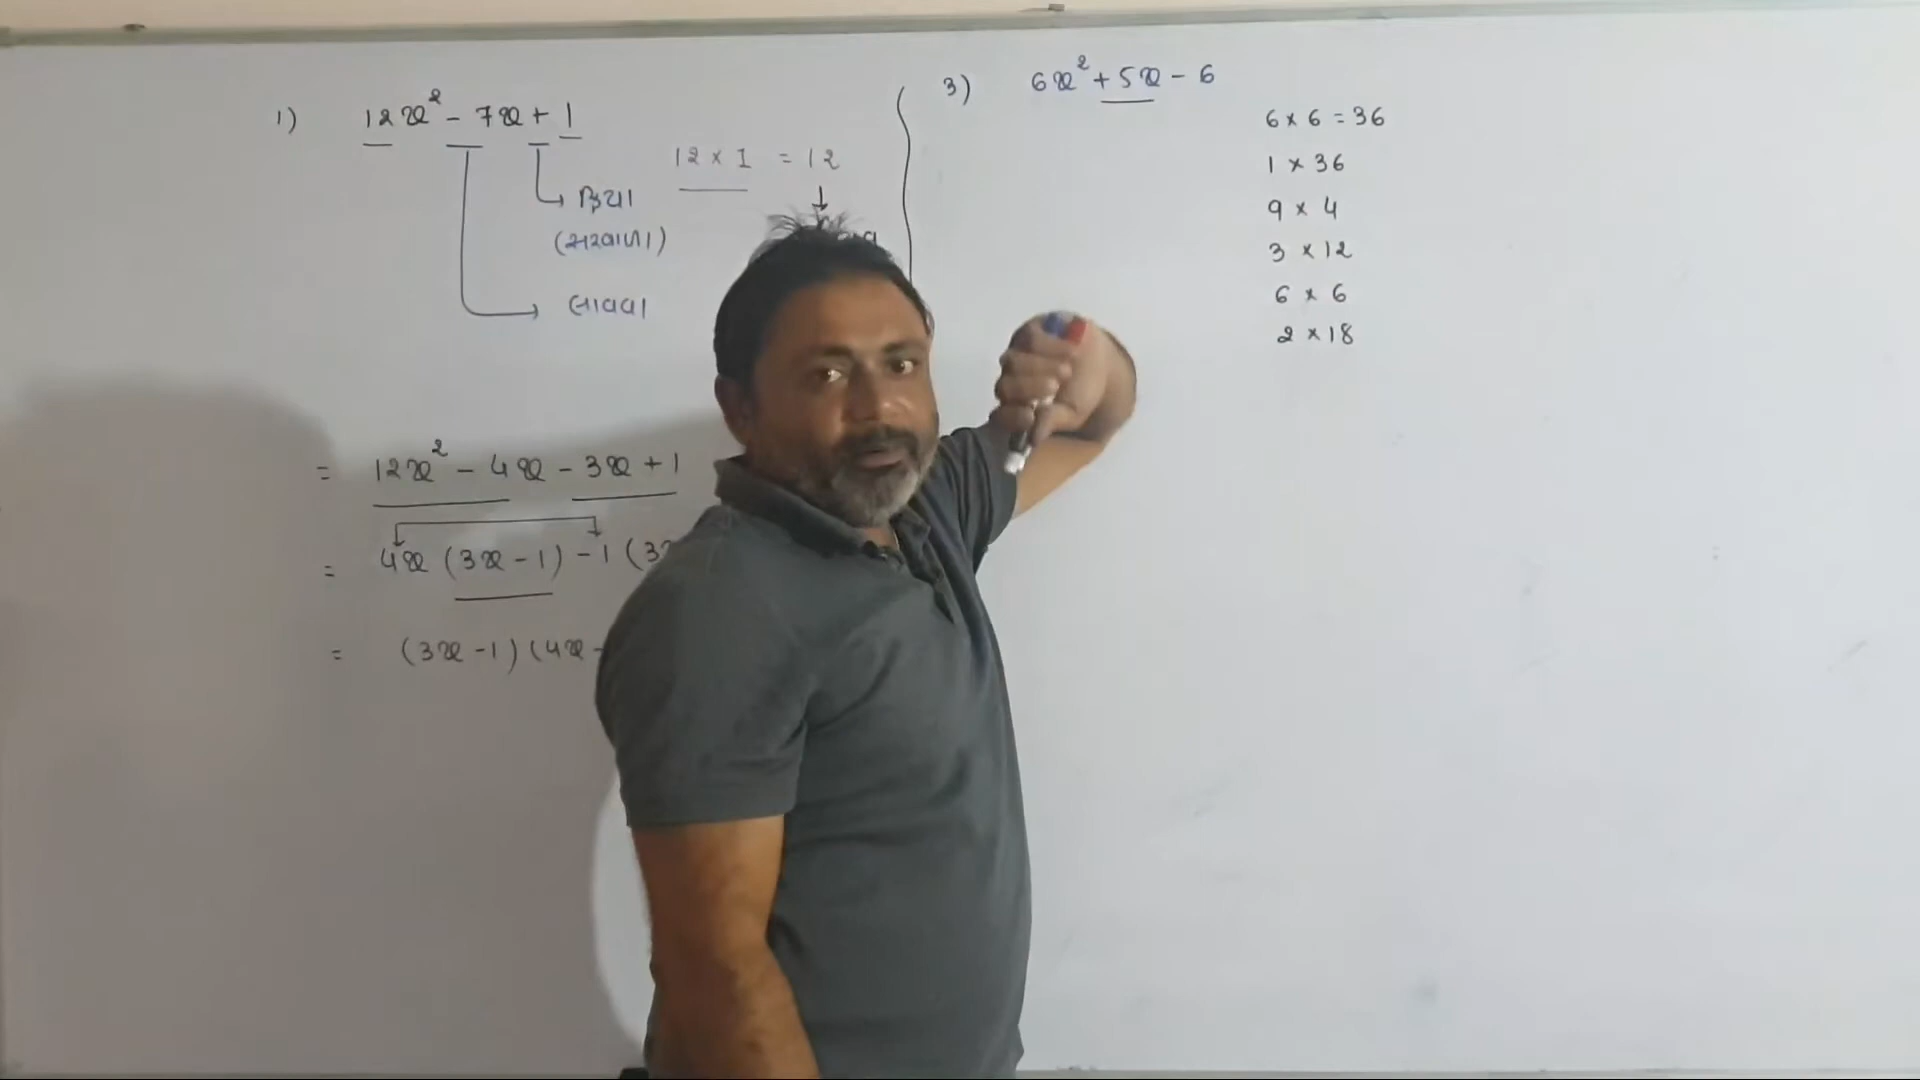 1) 12x² - 7x + 1
12 × 1 = 12
ક્રિયા
(સરવાળા)
લાવવા
= 12x² - 4x - 3x + 1
= 4x (3x - 1) - 1 (3x
= (3x - 1) (4x -
3) 6x² + 5x - 6
6 × 6 = 36
1 × 36
9 × 4
3 × 12
6 × 6
2 × 18